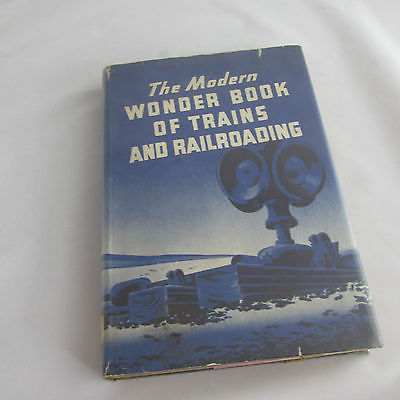 The Modern
WONDER BOOK
OF TRAINS
AND RAILROADING